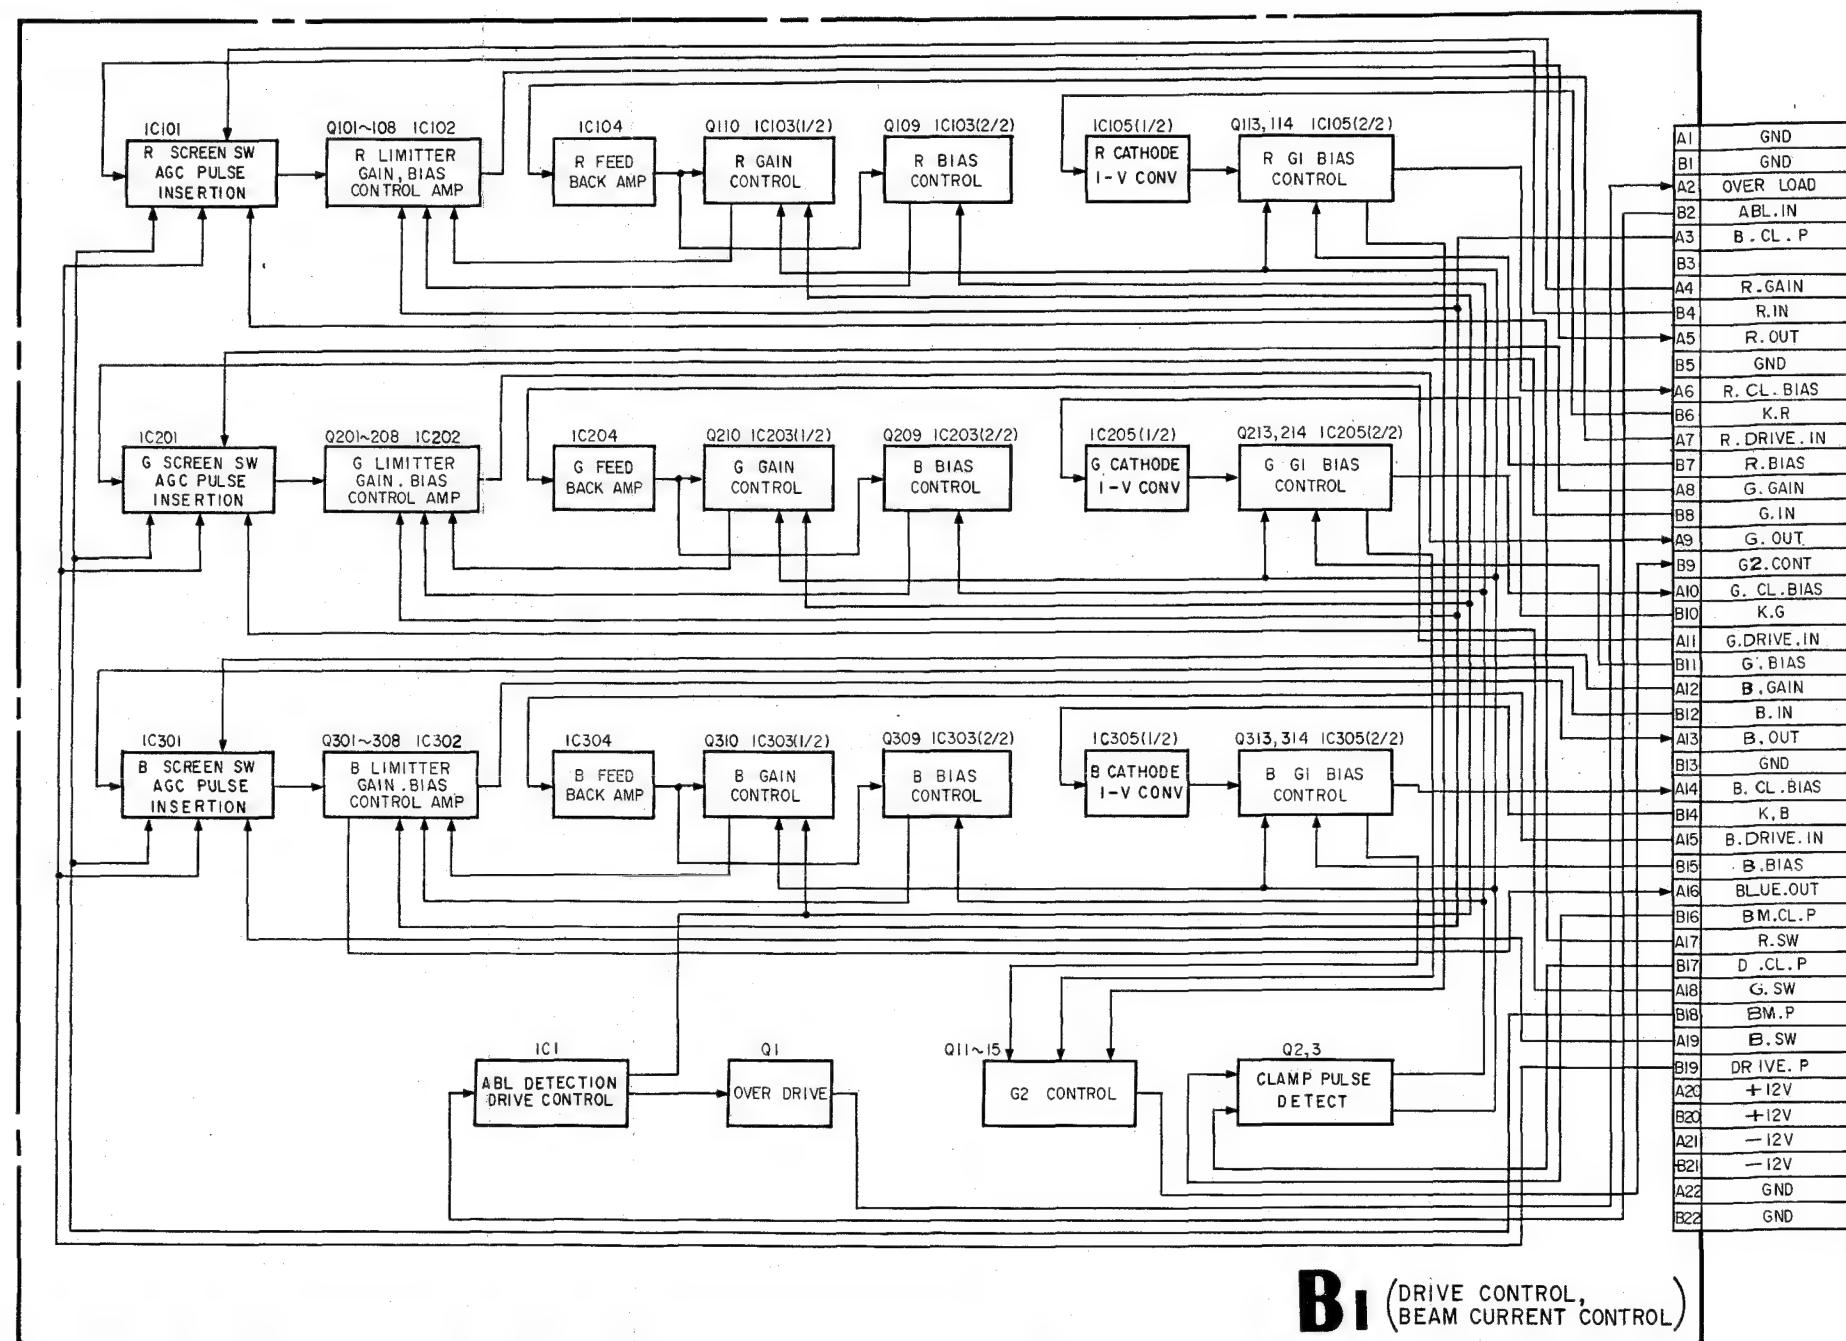 IC101
R SCREEN SW
AGC PULSE
INSERTION
Q101~108 IC102
R LIMITTER
GAIN, BIAS
CONTROL AMP
IC104
R FEED
BACK AMP
Q110 IC103(1/2)
R GAIN
CONTROL
Q109 IC103(2/2)
R BIAS
CONTROL
IC105(1/2)
R CATHODE
I-V CONV
Q113,114 IC105(2/2)
R GI BIAS
CONTROL
IC201
G SCREEN SW
AGC PULSE
INSERTION
Q201~208 IC202
G LIMITTER
GAIN.BIAS
CONTROL AMP
IC204
G FEED
BACK AMP
Q210 IC203(1/2)
G GAIN
CONTROL
Q209 IC203(2/2)
B BIAS
CONTROL
IC205(1/2)
G CATHODE
I-V CONV
Q213,214 IC205(2/2)
G GI BIAS
CONTROL
IC301
B SCREEN SW
AGC PULSE
INSERTION
Q301~308 IC302
B LIMITTER
GAIN.BIAS
CONTROL AMP
IC304
B FEED
BACK AMP
Q310 IC303(1/2)
B GAIN
CONTROL
Q309 IC303(2/2)
B BIAS
CONTROL
IC305(1/2)
B CATHODE
I-V CONV
Q313,314 IC305(2/2)
B GI BIAS
CONTROL
IC1
ABL DETECTION
DRIVE CONTROL
Q1
OVER DRIVE
Q11~15
G2 CONTROL
Q2,3
CLAMP PULSE
DETECT
A1 GND
B1 GND
A2 OVER LOAD
B2 ABL.IN
A3 B.CL.P
B3
A4 R.GAIN
B4 R.IN
A5 R.OUT
B5 GND
A6 R.CL.BIAS
B6 K.R
A7 R.DRIVE.IN
B7 R.BIAS
A8 G.GAIN
B8 G.IN
A9 G.OUT
B9 G2.CONT
A10 G.CL.BIAS
B10 K.G
A11 G.DRIVE.IN
B11 G.BIAS
A12 B.GAIN
B12 B.IN
A13 B.OUT
B13 GND
A14 B.CL.BIAS
B14 K,B
A15 B.DRIVE.IN
B15 B.BIAS
A16 BLUE.OUT
B16 BM.CL.P
A17 R.SW
B17 D.CL.P
A18 G.SW
B18 BM.P
A19 B.SW
B19 DRIVE.P
A20 +12V
B20 +12V
A21 -12V
B21 -12V
A22 GND
B22 GND
B1 (DRIVE CONTROL,
BEAM CURRENT CONTROL)